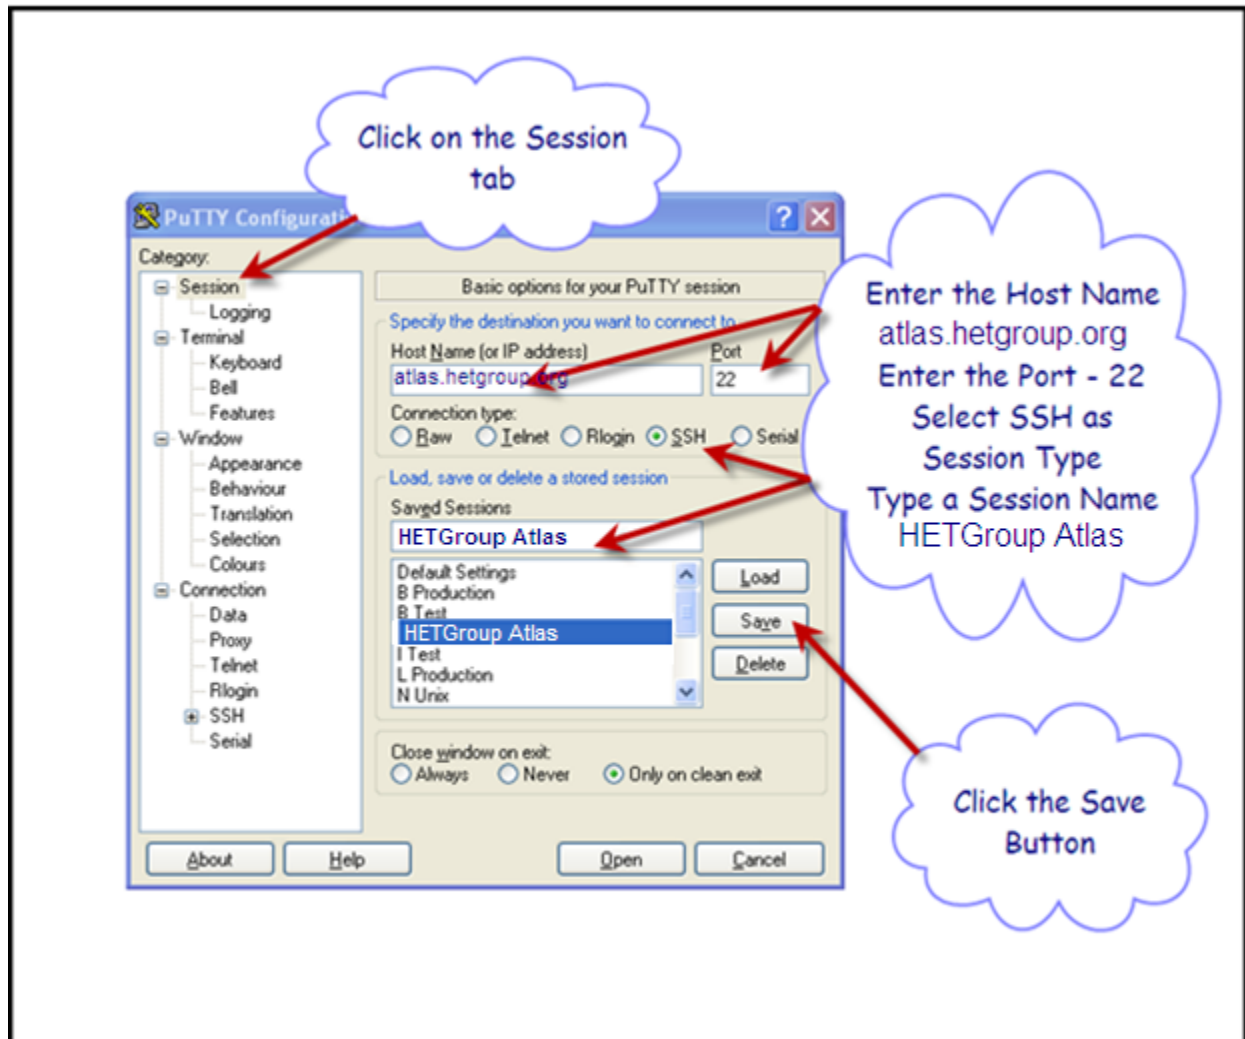 Click on the Session
tab
PuTTY Configurati
Category:
Session
Logging
Terminal
Keyboard
Bell
Features
Window
Appearance
Behaviour
Translation
Selection
Colours
Connection
Data
Proxy
Telnet
Rlogin
SSH
Serial
Basic options for your PuTTY session
Specify the destination you want to connect to
Host Name (or IP address) Port
atlas.hetgroup.org 22
Connection type:
Raw Telnet Rlogin SSH Serial
Load, save or delete a stored session
Saved Sessions
HETGroup Atlas
Default Settings
B Production
B Test
HETGroup Atlas
I Test
L Production
N Unix
Load
Save
Delete
Close window on exit:
Always Never Only on clean exit
About Help Open Cancel
Enter the Host Name
atlas.hetgroup.org
Enter the Port - 22
Select SSH as
Session Type
Type a Session Name
HETGroup Atlas
Click the Save
Button